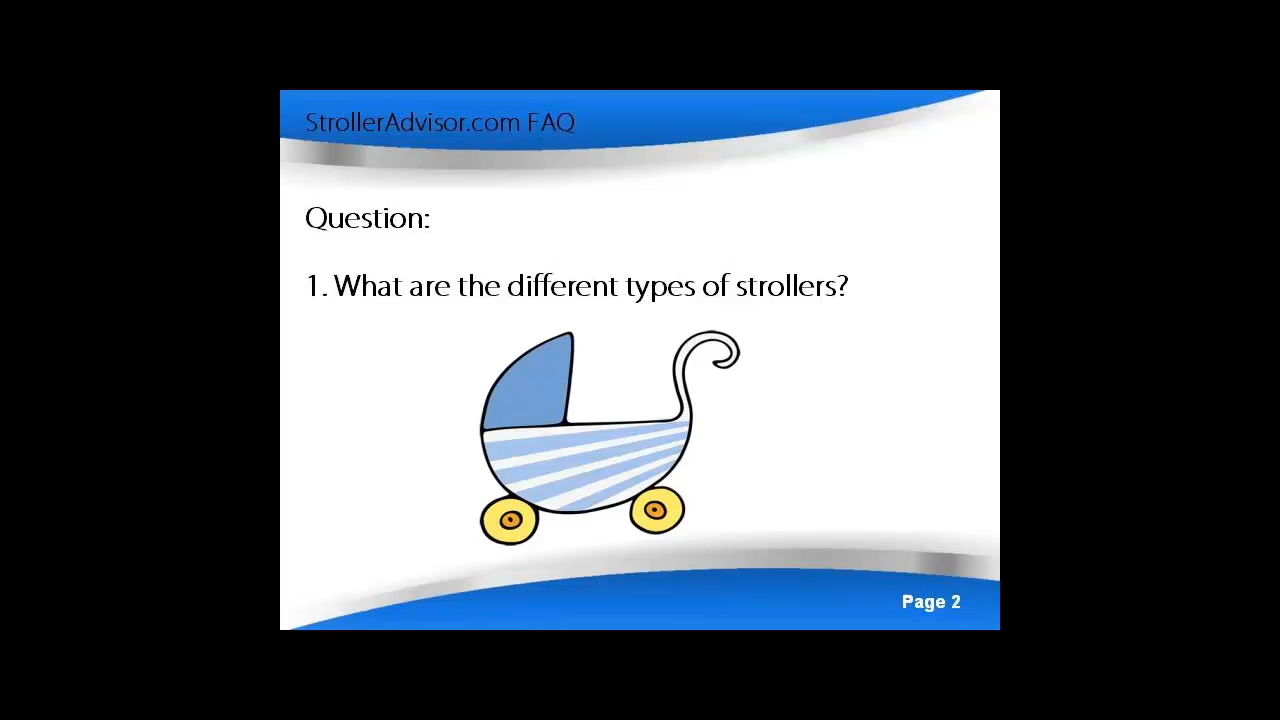 StrollerAdvisor.com FAQ
Question:
1. What are the different types of strollers?
Page 2